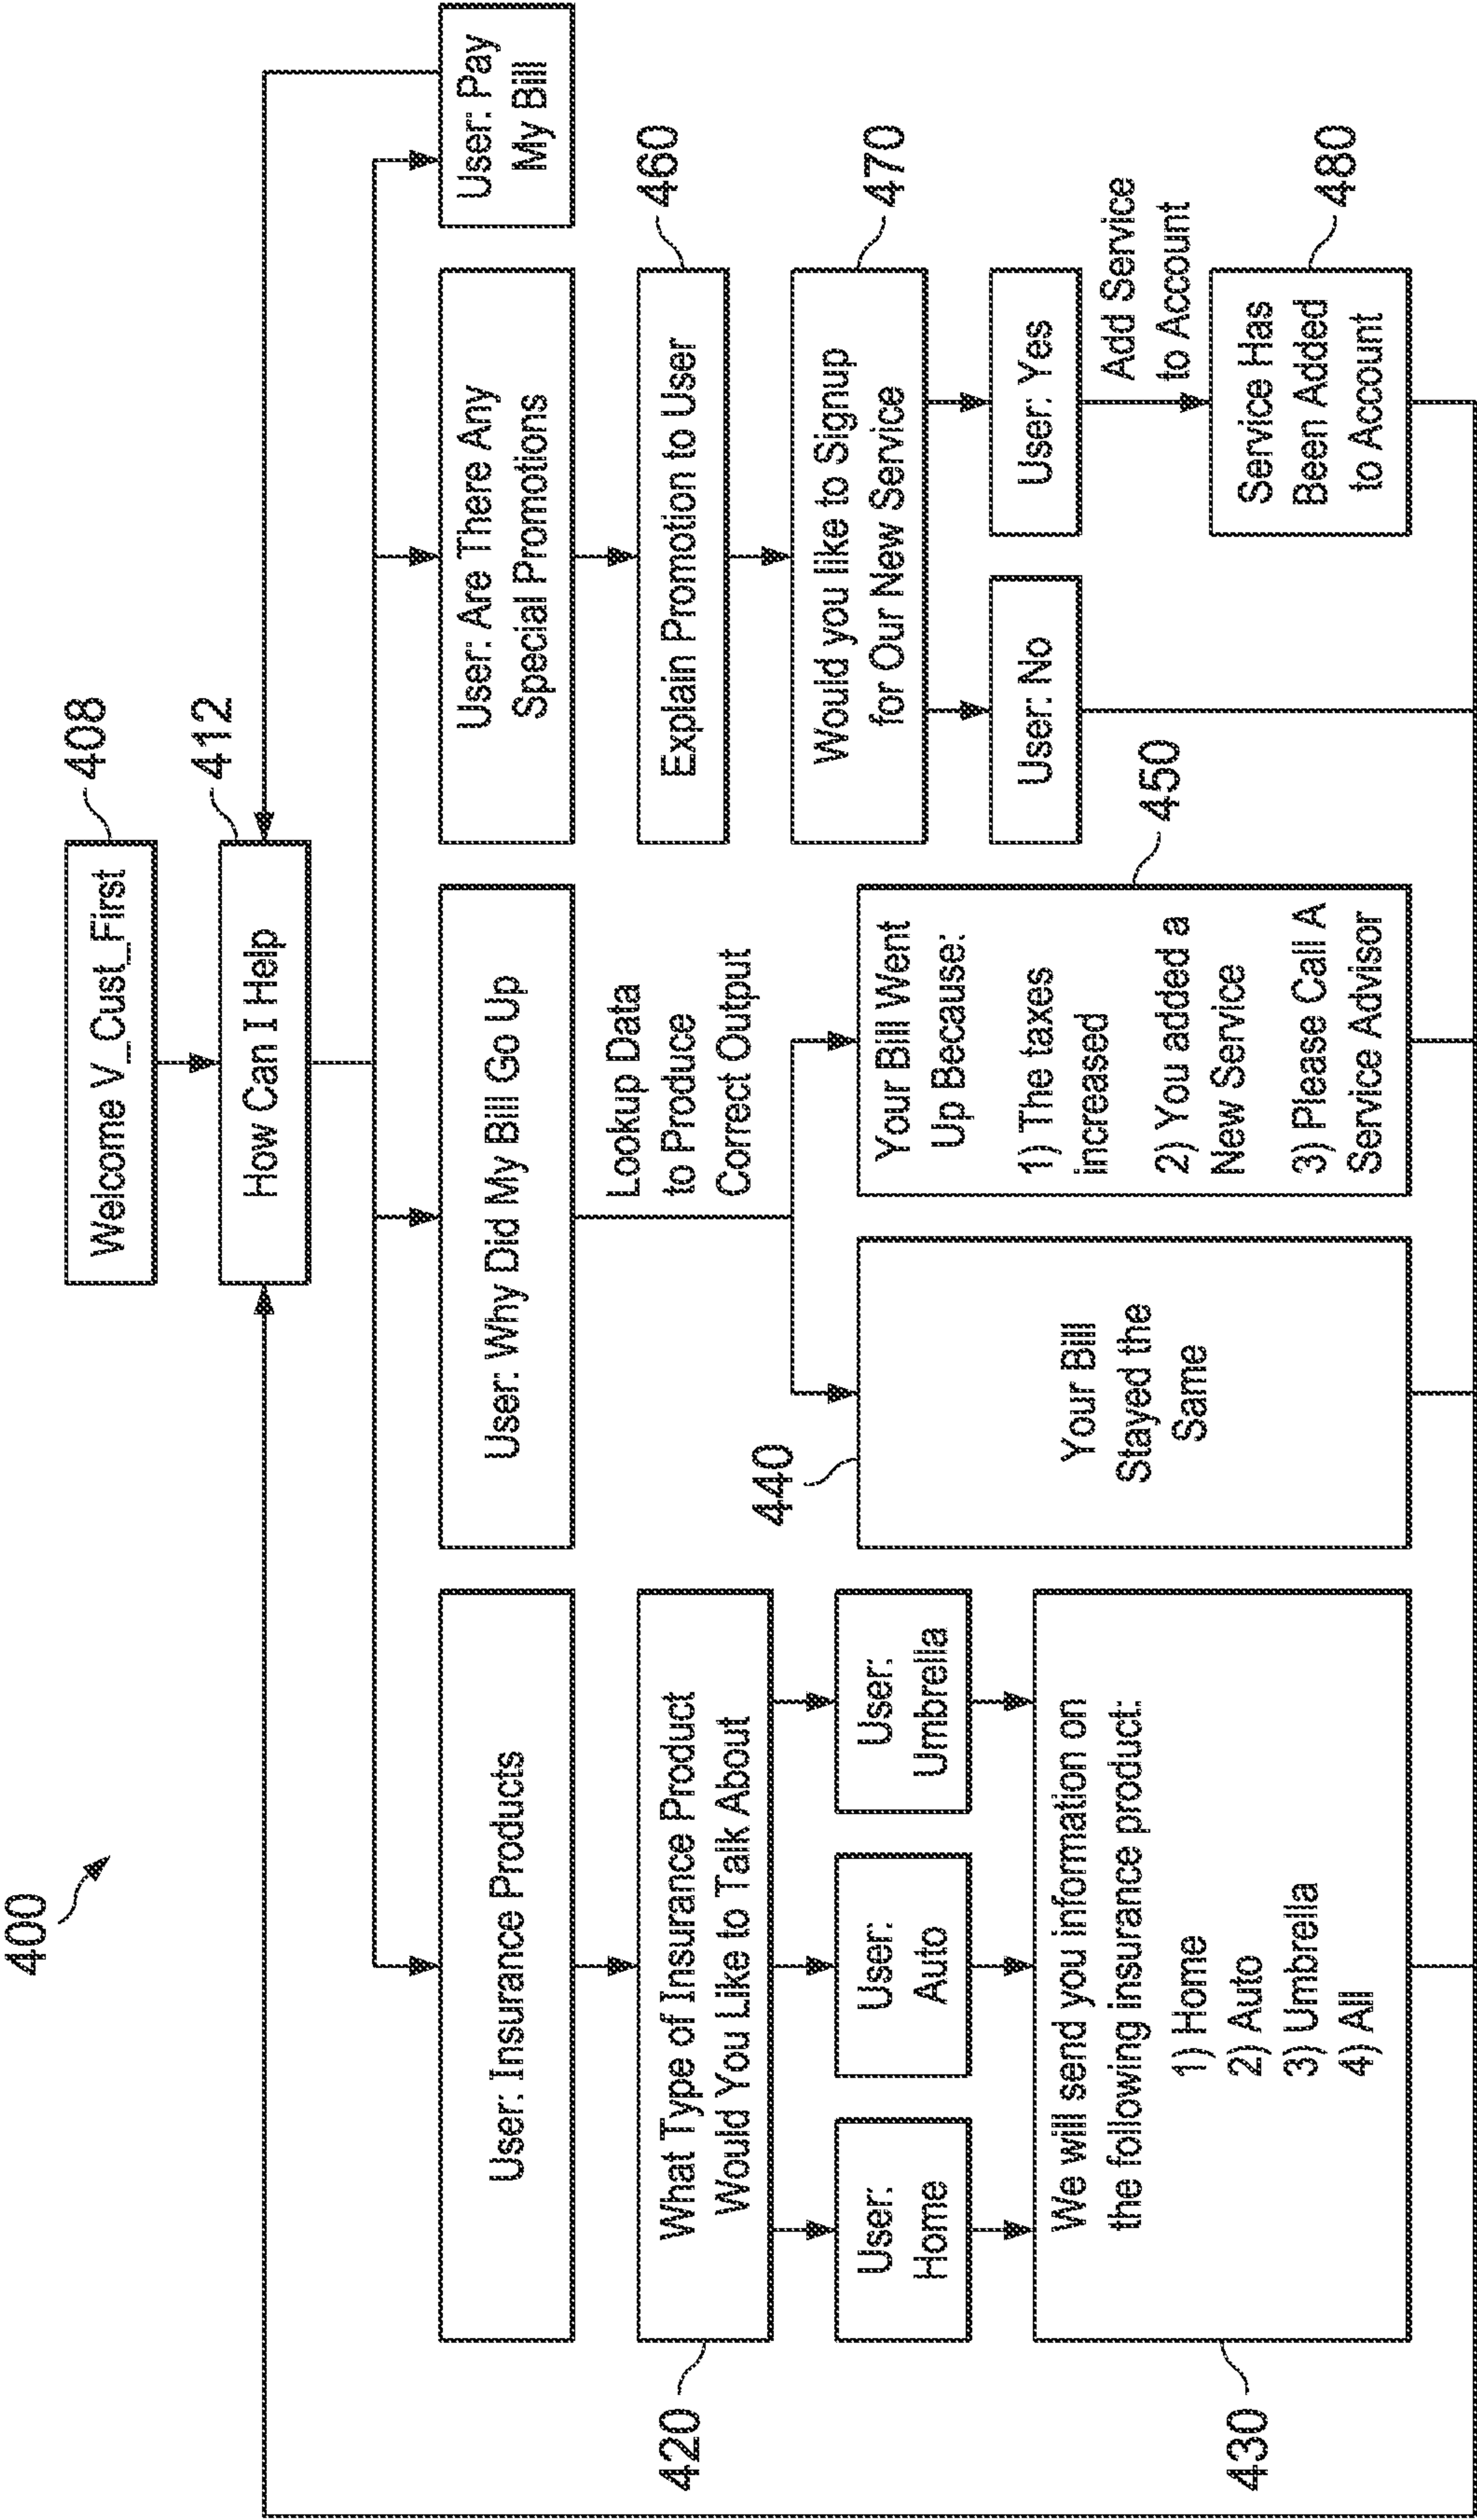 400
Welcome V_Cust_First
408
How Can I Help
412
User: Insurance Products
User: Why Did My Bill Go Up
User: Are There Any
Special Promotions
User: Pay
My Bill
What Type of Insurance Product
Would You Like to Talk About
420
User:
Home
User:
Auto
User:
Umbrella
We will send you information on
the following insurance product:
1) Home
2) Auto
3) Umbrella
4) All
430
Lookup Data
to Produce
Correct Output
440
Your Bill
Stayed the
Same
Your Bill Went
Up Because:
1) The taxes
increased
2) You added a
New Service
3) Please Call A
Service Advisor
450
Explain Promotion to User
460
Would you like to Signup
for Our New Service
470
User: No
User: Yes
Add Service
to Account
Service Has
Been Added
to Account
480